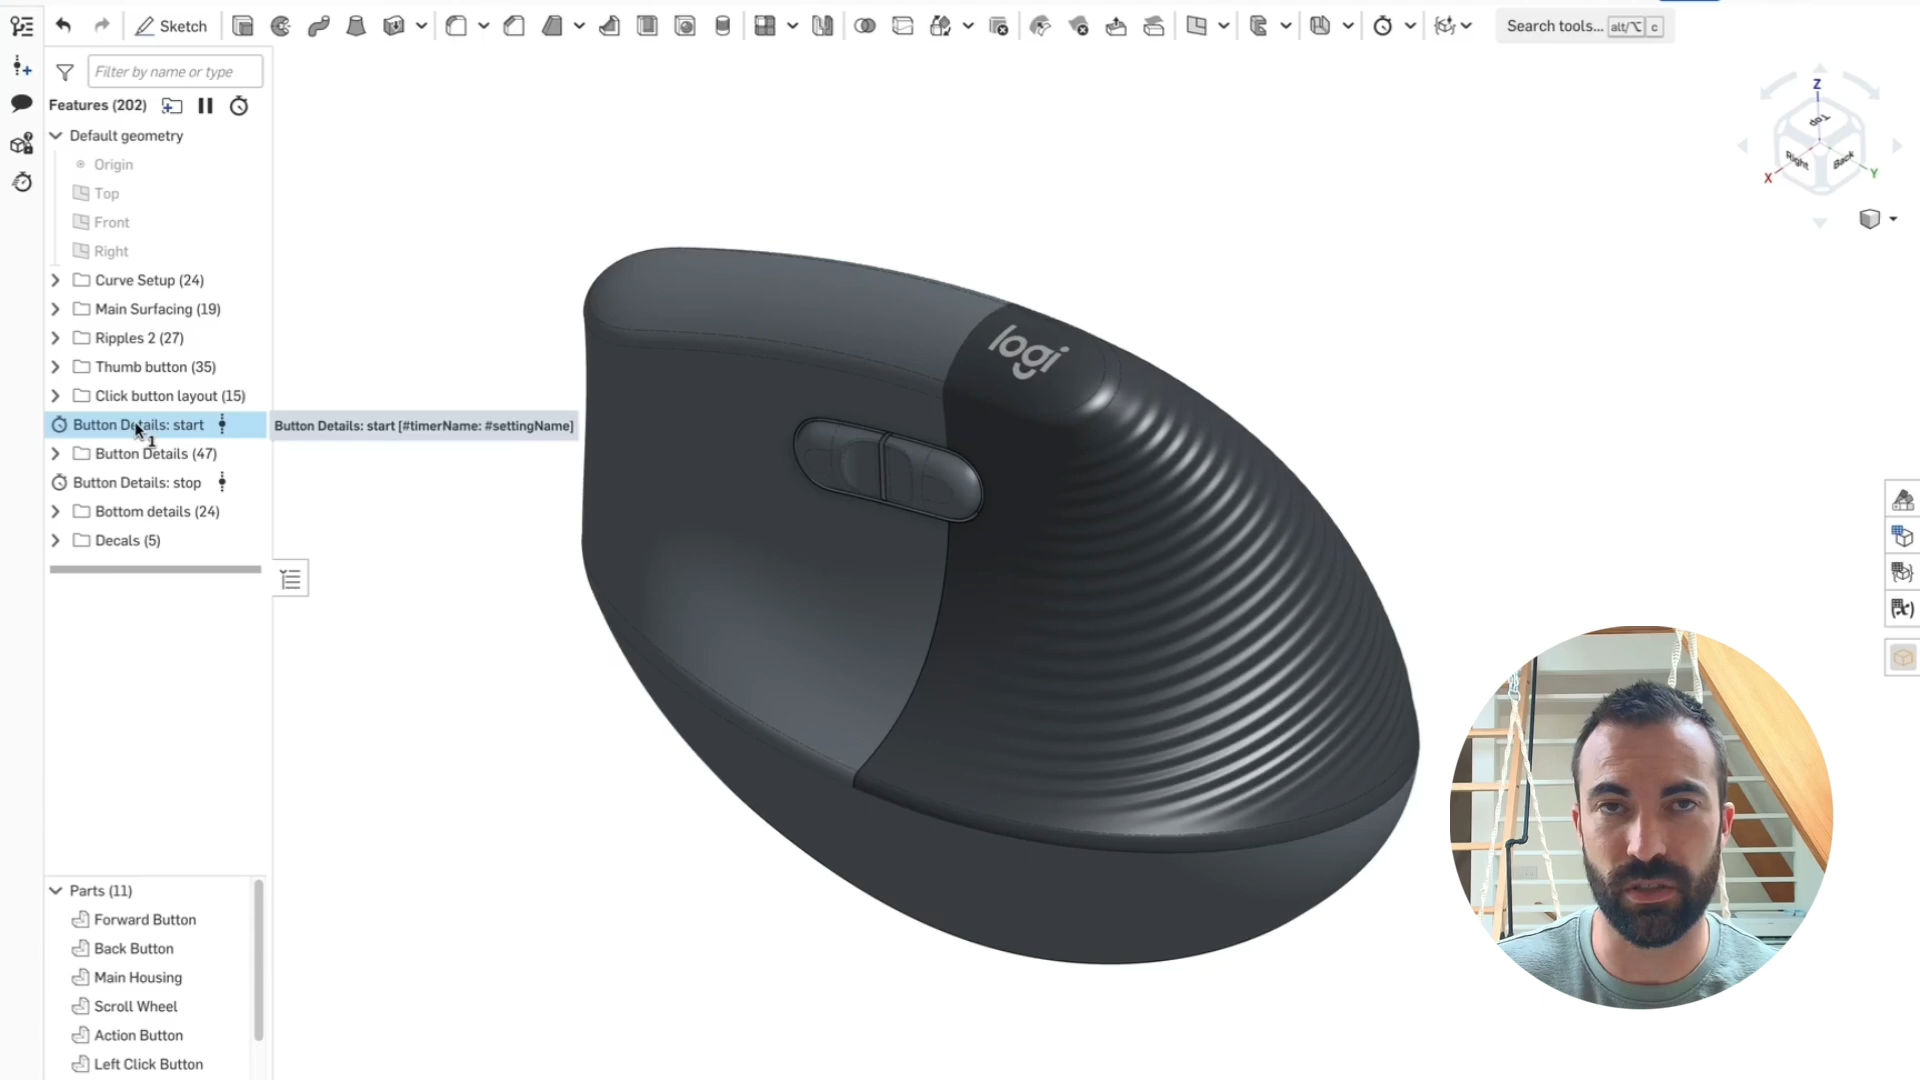 Sketch
Search tools... alt/⌥ c
Filter by name or type
Features (202)
Default geometry
Origin
Top
Front
Right
Curve Setup (24)
Main Surfacing (19)
Ripples 2 (27)
Thumb button (35)
Click button layout (15)
Button Details: start
Button Details: start [#timerName: #settingName]
1
Button Details (47)
Button Details: stop
Bottom details (24)
Decals (5)
Parts (11)
Forward Button
Back Button
Main Housing
Scroll Wheel
Action Button
Left Click Button
logi
Z
Top
Right
Back
X
Y
(x)